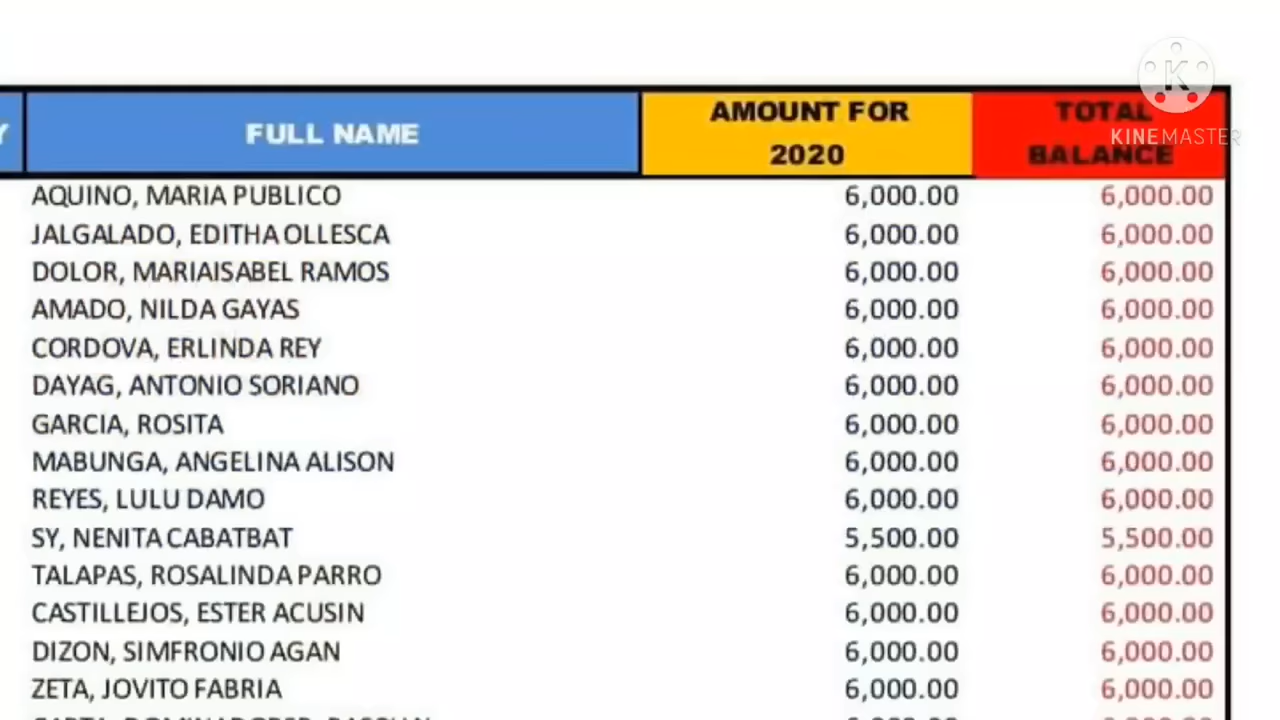 KINEMASTER
Y FULL NAME AMOUNT FOR 2020 TOTAL BALANCE
AQUINO, MARIA PUBLICO 6,000.00 6,000.00
JALGALADO, EDITHA OLLESCA 6,000.00 6,000.00
DOLOR, MARIAISABEL RAMOS 6,000.00 6,000.00
AMADO, NILDA GAYAS 6,000.00 6,000.00
CORDOVA, ERLINDA REY 6,000.00 6,000.00
DAYAG, ANTONIO SORIANO 6,000.00 6,000.00
GARCIA, ROSITA 6,000.00 6,000.00
MABUNGA, ANGELINA ALISON 6,000.00 6,000.00
REYES, LULU DAMO 6,000.00 6,000.00
SY, NENITA CABATBAT 5,500.00 5,500.00
TALAPAS, ROSALINDA PARRO 6,000.00 6,000.00
CASTILLEJOS, ESTER ACUSIN 6,000.00 6,000.00
DIZON, SIMFRONIO AGAN 6,000.00 6,000.00
ZETA, JOVITO FABRIA 6,000.00 6,000.00